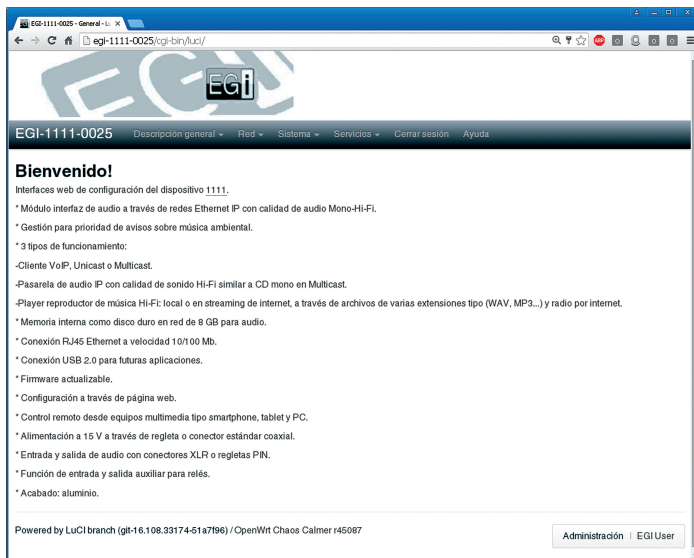 EGI-1111-0025 - General - Lu
egi-1111-0025/cgi-bin/luci/
ABP
EGi
EGI-1111-0025 Descripción general Red Sistema Servicios Cerrar sesión Ayuda
Bienvenido!
Interfaces web de configuración del dispositivo 1111.
* Módulo interfaz de audio a través de redes Ethernet IP con calidad de audio Mono-Hi-Fi.
* Gestión para prioridad de avisos sobre música ambiental.
* 3 tipos de funcionamiento:
-Cliente VoIP, Unicast o Multicast.
-Pasarela de audio IP con calidad de sonido Hi-Fi similar a CD mono en Multicast.
-Player reproductor de música Hi-Fi: local o en streaming de internet, a través de archivos de varias extensiones tipo (WAV, MP3...) y radio por internet.
* Memoria interna como disco duro en red de 8 GB para audio.
* Conexión RJ45 Ethernet a velocidad 10/100 Mb.
* Conexión USB 2.0 para futuras aplicaciones.
* Firmware actualizable.
* Configuración a través de página web.
* Control remoto desde equipos multimedia tipo smartphone, tablet y PC.
* Alimentación a 15 V a través de regleta o conector estándar coaxial.
* Entrada y salida de audio con conectores XLR o regletas PIN.
* Función de entrada y salida auxiliar para relés.
* Acabado: aluminio.
Powered by LuCI branch (git-16.108.33174-51a7f96) / OpenWrt Chaos Calmer r45087
Administración | EGI User